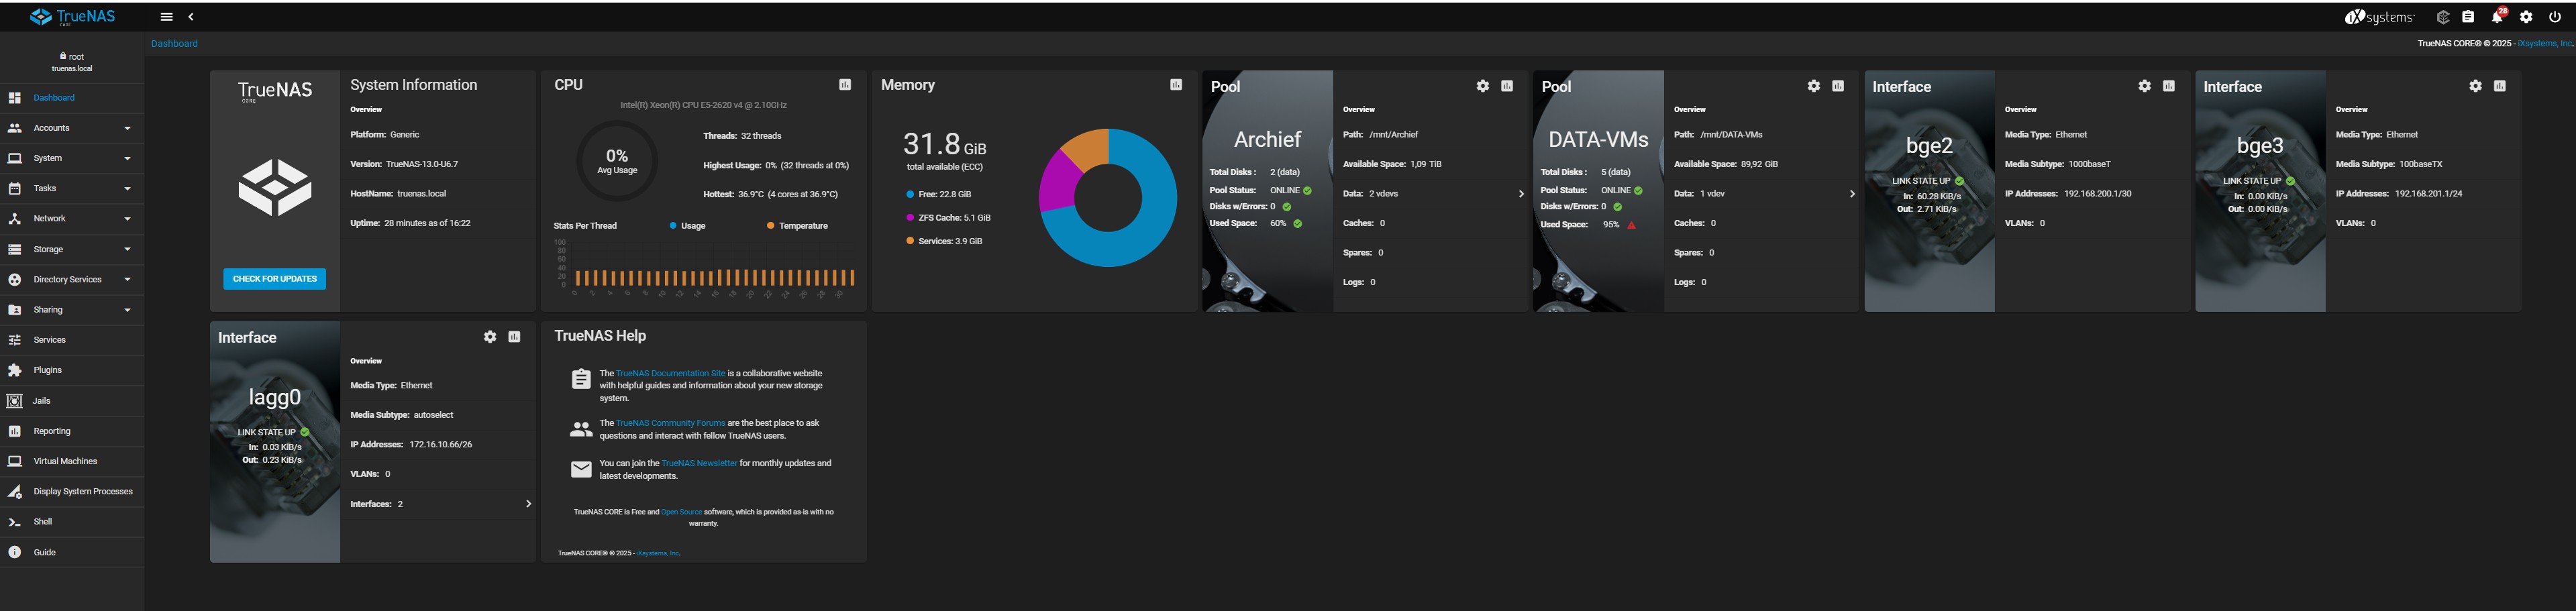 TrueNAS
CORE
iXsystems™
28
root
truenas.local
Dashboard
Accounts
System
Tasks
Network
Storage
Directory Services
Sharing
Services
Plugins
Jails
Reporting
Virtual Machines
Display System Processes
Shell
Guide
Dashboard
TrueNAS CORE® © 2025 - iXsystems, Inc.
TrueNAS
CORE
CHECK FOR UPDATES
System Information
Overview
Platform: Generic
Version: TrueNAS-13.0-U6.7
HostName: truenas.local
Uptime: 28 minutes as of 16:22
CPU
Intel(R) Xeon(R) CPU E5-2620 v4 @ 2.10GHz
0%
Avg Usage
Threads: 32 threads
Highest Usage: 0% (32 threads at 0%)
Hottest: 36.9°C (4 cores at 36.9°C)
Stats Per Thread
Usage
Temperature
100
80
60
40
20
0
0 2 4 6 8 10 12 14 16 18 20 22 24 26 28 30
Memory
31.8 GiB
total available (ECC)
Free: 22.8 GiB
ZFS Cache: 5.1 GiB
Services: 3.9 GiB
Pool
Archief
Total Disks : 2 (data)
Pool Status: ONLINE
Disks w/Errors: 0
Used Space: 60%
Overview
Path: /mnt/Archief
Available Space: 1,09 TiB
Data: 2 vdevs
Caches: 0
Spares: 0
Logs: 0
Pool
DATA-VMs
Total Disks : 5 (data)
Pool Status: ONLINE
Disks w/Errors: 0
Used Space: 95%
Overview
Path: /mnt/DATA-VMs
Available Space: 89,92 GiB
Data: 1 vdev
Caches: 0
Spares: 0
Logs: 0
Interface
bge2
LINK STATE UP
In: 60.28 KiB/s
Out: 2.71 KiB/s
Overview
Media Type: Ethernet
Media Subtype: 1000baseT
IP Addresses: 192.168.200.1/30
VLANs: 0
Interface
bge3
LINK STATE UP
In: 0.00 KiB/s
Out: 0.00 KiB/s
Overview
Media Type: Ethernet
Media Subtype: 100baseTX
IP Addresses: 192.168.201.1/24
VLANs: 0
Interface
lagg0
LINK STATE UP
In: 0.03 KiB/s
Out: 0.23 KiB/s
Overview
Media Type: Ethernet
Media Subtype: autoselect
IP Addresses: 172.16.10.66/26
VLANs: 0
Interfaces: 2
TrueNAS Help
The TrueNAS Documentation Site is a collaborative website
with helpful guides and information about your new storage
system.
The TrueNAS Community Forums are the best place to ask
questions and interact with fellow TrueNAS users.
You can join the TrueNAS Newsletter for monthly updates and
latest developments.
TrueNAS CORE is Free and Open Source software, which is provided as-is with no
warranty.
TrueNAS CORE® © 2025 - iXsystems, Inc.